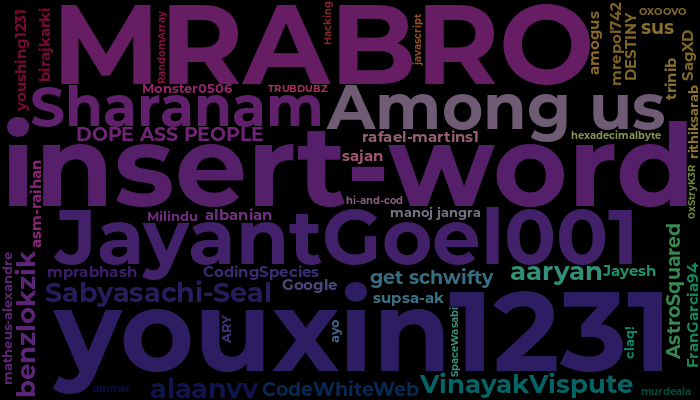 MRABRO
youshing1231
birajkarki
RandomArray
Hacking
javascript
amogus
mrepol742
DESTINY
OXOOVO
sus
SagXD
trinib
rithiksarab
Monster0506
TRUBDUBZ
Sharanam
Among us
DOPE ASS PEOPLE
rafael-martins1
hexadecimalbyte
insert-word
sajan
asm-raihan
hi-and-cod
0xStryK3R
Milindu
albanian
manoj jangra
JayantGoel001
mprabhash
CodingSpecies
Google
get schwifty
aaryan
Jayesh
AstroSquared
FranGarcia94
matheus-alexandre
benzlokzik
Sabyasachi-Seal
supsa-ak
youxin1231
ARY
ayo
SpaceWasabi
claq!
ommor
alaanvv
CodeWhiteWeb
VinayakVispute
murdeala